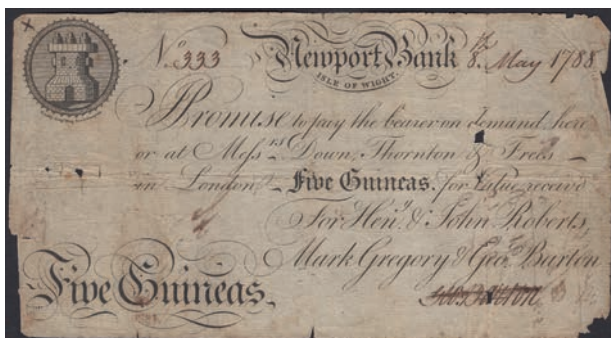 No. 333 Newport Bank 8th May 1788
ISLE OF WIGHT.
I Promise to pay the bearer on demand, here
or at Messrs Down, Thornton & Frees
in London Five Guineas. for value received
For Heny & John Roberts,
Mark Gregory & Geo. Burton
Five Guineas.